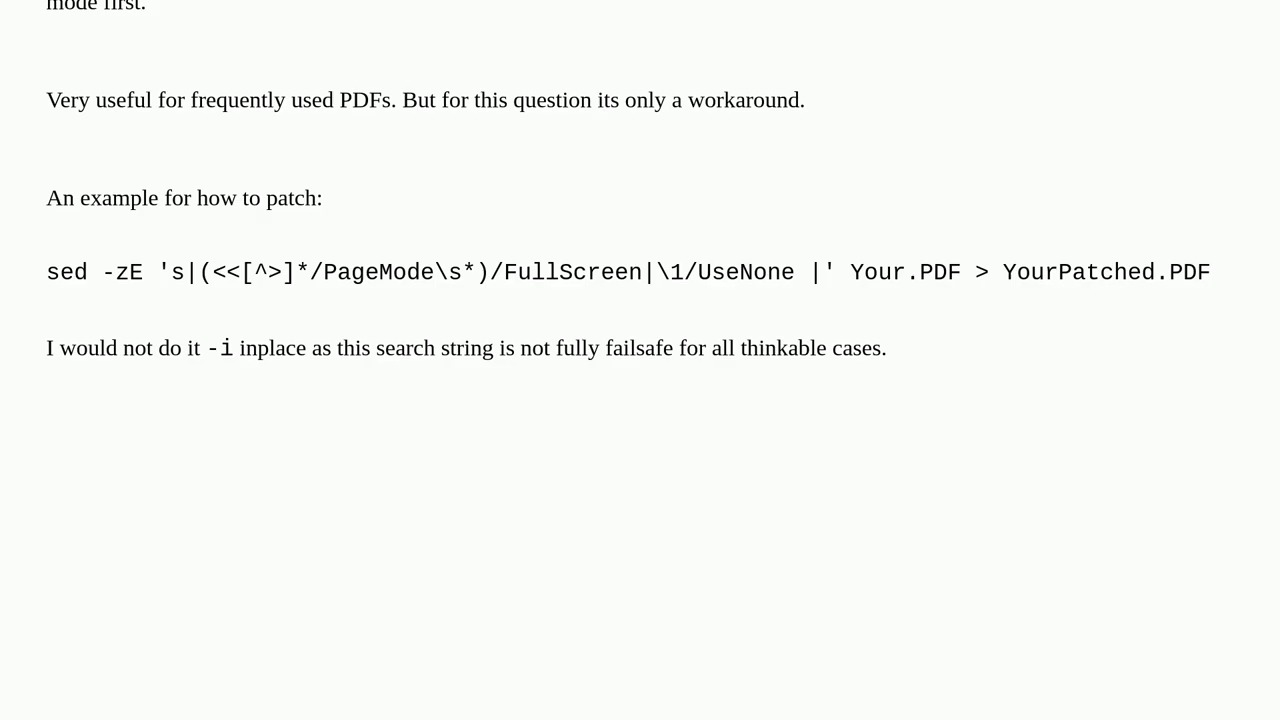 mode first.
Very useful for frequently used PDFs. But for this question its only a workaround.
An example for how to patch:
sed -zE 's|(<<[^>]*/PageMode\s*)/FullScreen|\1/UseNone |' Your.PDF > YourPatched.PDF
I would not do it -i inplace as this search string is not fully failsafe for all thinkable cases.